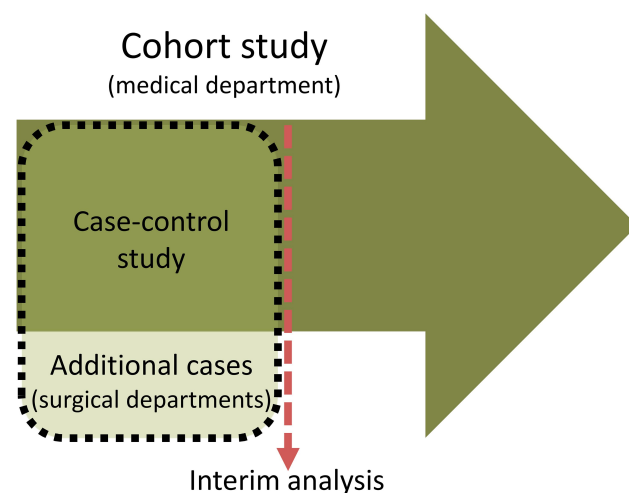 Cohort study
(medical department)
Case-control
study
Additional cases
(surgical departments)
Interim analysis